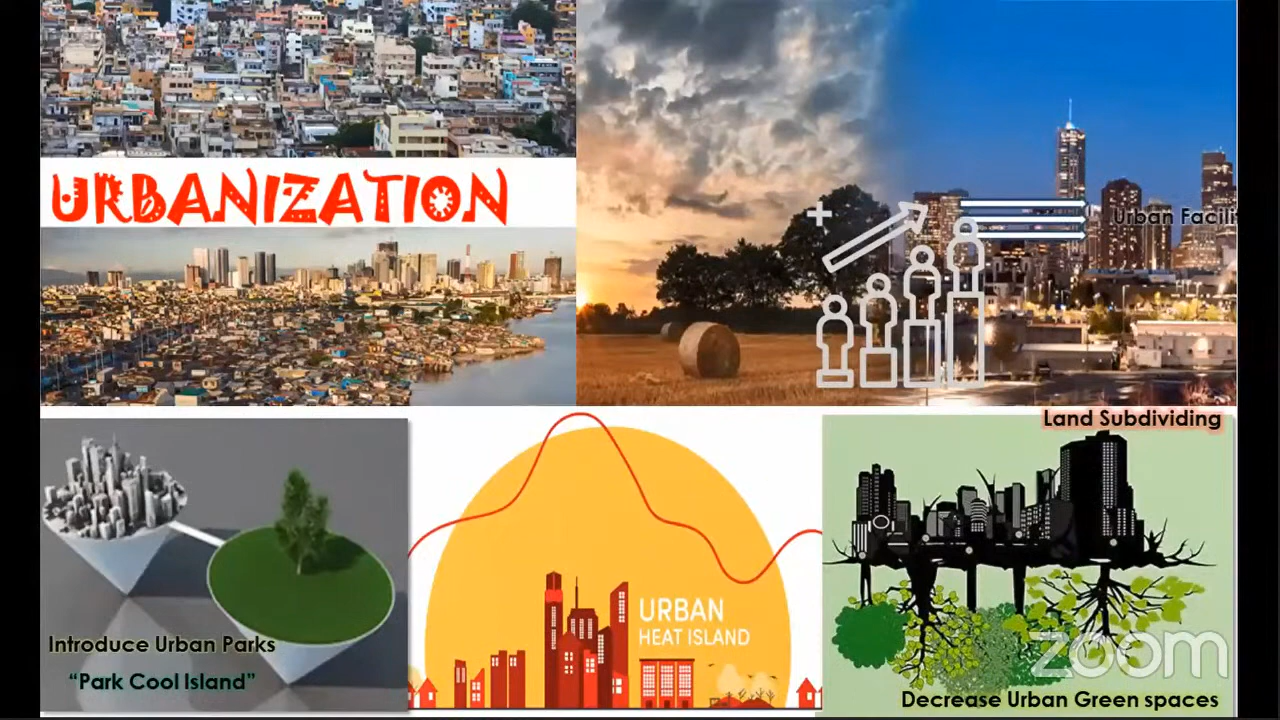 URBANIZATION
Urban Facili
Land Subdividing
URBAN
HEAT ISLAND
Introduce Urban Parks
“Park Cool Island”
zoom
Decrease Urban Green spaces